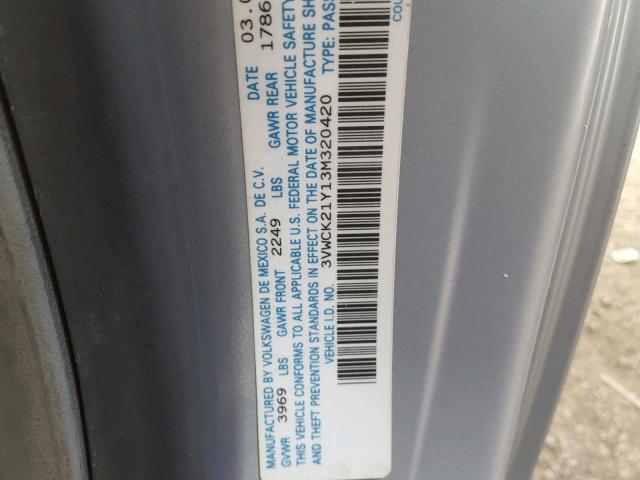 MANUFACTURED BY VOLKSWAGEN DE MEXICO S.A. DE C.V. DATE 03.
GVWR 3969 LBS GAWR FRONT 2249 LBS GAWR REAR 1786
THIS VEHICLE CONFORMS TO ALL APPLICABLE U.S. FEDERAL MOTOR VEHICLE SAFETY
AND THEFT PREVENTION STANDARDS IN EFFECT ON THE DATE OF MANUFACTURE SH
VEHICLE I.D. NO. 3VWCK21Y13M320420 TYPE: PASS
COU